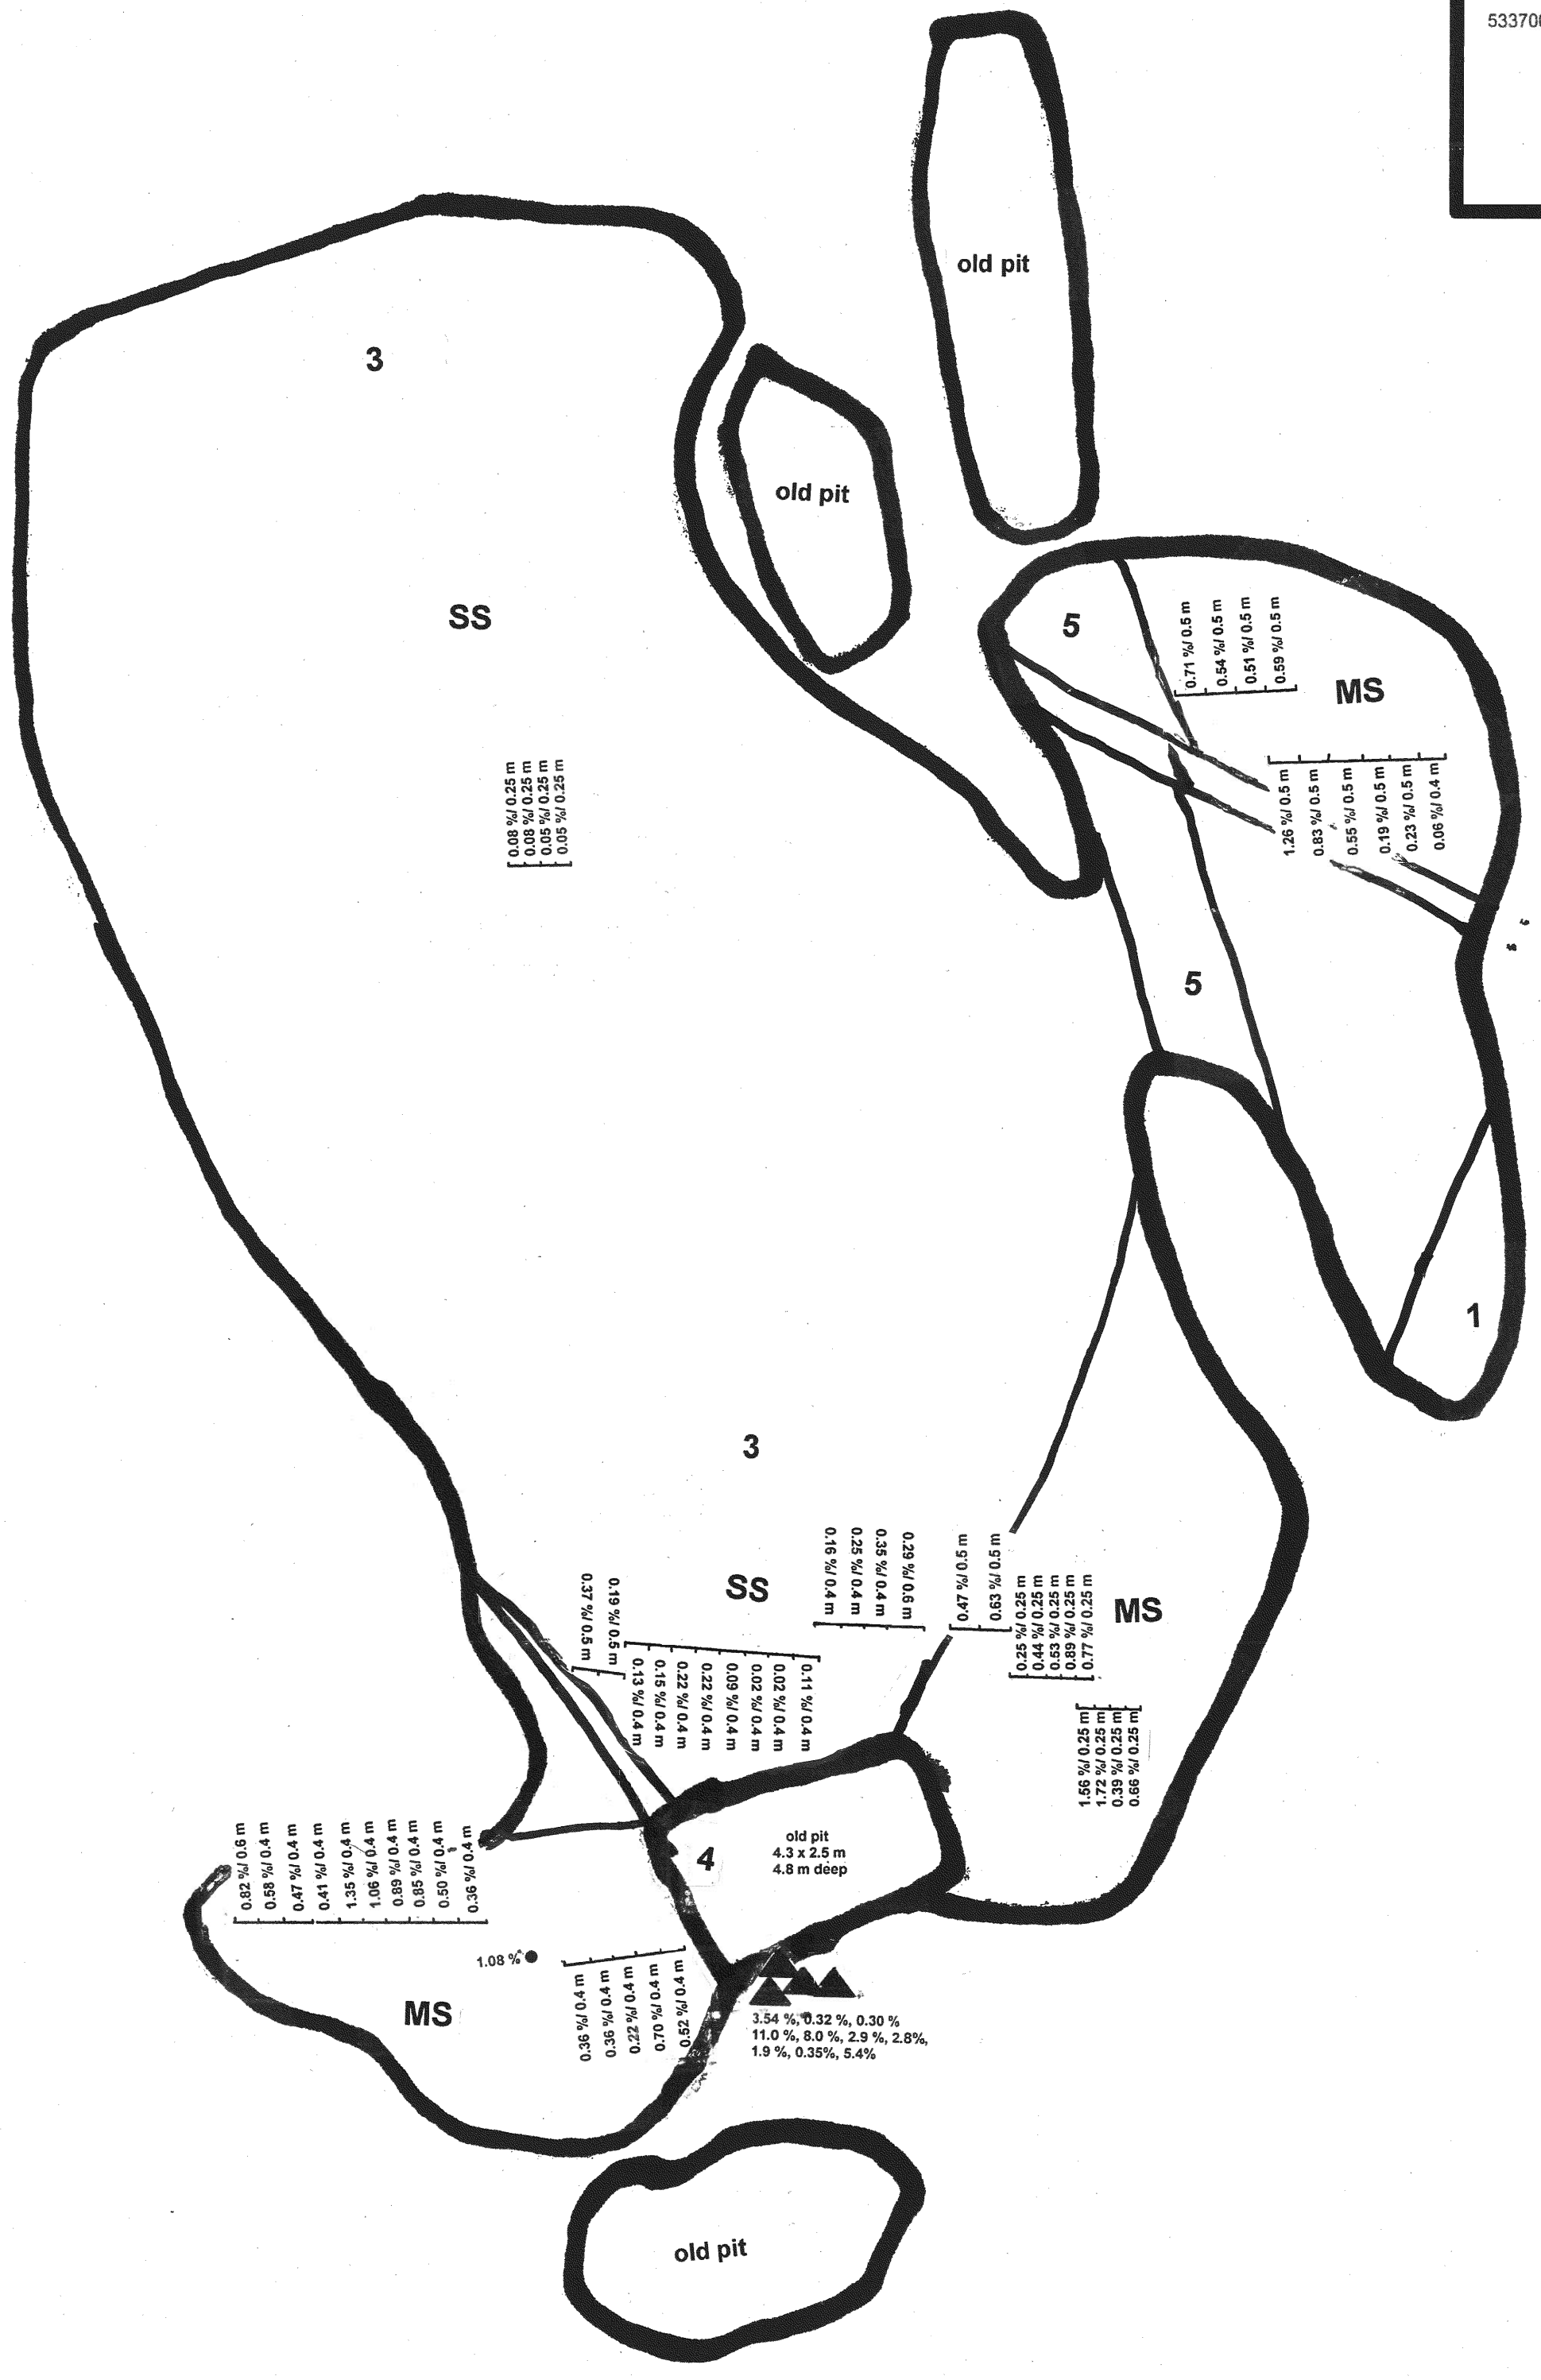 53370
old pit
3
old pit
SS
5
0.71 %/ 0.5 m
0.54 %/ 0.5 m
0.51 %/ 0.5 m
0.59 %/ 0.5 m
MS
0.08 %/ 0.25 m
0.08 %/ 0.25 m
0.05 %/ 0.25 m
0.05 %/ 0.25 m
1.26 %/ 0.5 m
0.83 %/ 0.5 m
0.55 %/ 0.5 m
0.19 %/ 0.5 m
0.23 %/ 0.5 m
0.06 %/ 0.4 m
5
1
3
SS
0.16 %/ 0.4 m
0.25 %/ 0.4 m
0.35 %/ 0.4 m
0.29 %/ 0.6 m
0.47 %/ 0.5 m
0.63 %/ 0.5 m
0.25 %/ 0.25 m
0.44 %/ 0.25 m
0.53 %/ 0.25 m
0.89 %/ 0.25 m
0.77 %/ 0.25 m
MS
0.37 %/ 0.5 m
0.19 %/ 0.5 m
0.13 %/ 0.4 m
0.15 %/ 0.4 m
0.22 %/ 0.4 m
0.22 %/ 0.4 m
0.09 %/ 0.4 m
0.02 %/ 0.4 m
0.02 %/ 0.4 m
0.11 %/ 0.4 m
1.56 %/ 0.25 m
1.72 %/ 0.25 m
0.39 %/ 0.25 m
0.66 %/ 0.25 m
0.82 %/ 0.6 m
0.58 %/ 0.4 m
0.47 %/ 0.4 m
0.41 %/ 0.4 m
1.35 %/ 0.4 m
1.06 %/ 0.4 m
0.89 %/ 0.4 m
0.85 %/ 0.4 m
0.50 %/ 0.4 m
0.36 %/ 0.4 m
4
old pit
4.3 x 2.5 m
4.8 m deep
1.08 %
MS
0.36 %/ 0.4 m
0.36 %/ 0.4 m
0.22 %/ 0.4 m
0.70 %/ 0.4 m
0.52 %/ 0.4 m
3.54 %, 0.32 %, 0.30 %
11.0 %, 8.0 %, 2.9 %, 2.8%,
1.9 %, 0.35%, 5.4%
old pit